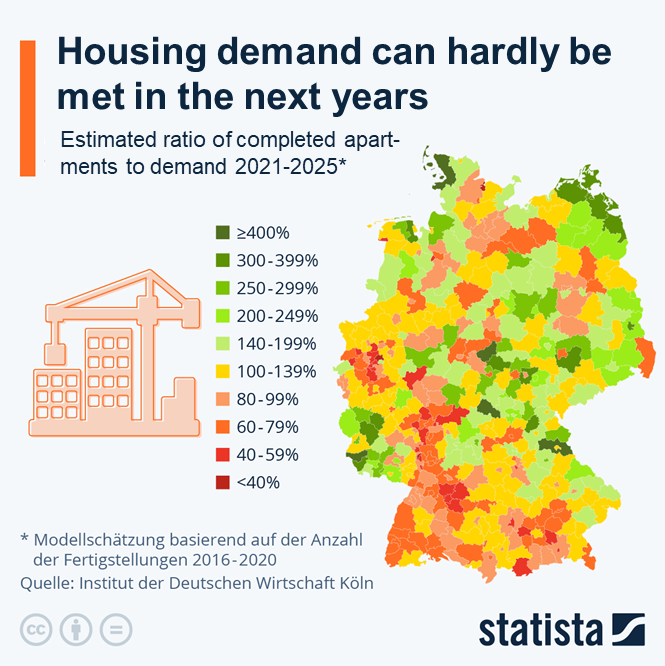 Housing demand can hardly be
met in the next years
Estimated ratio of completed apart-
ments to demand 2021-2025*
≥400%
300-399%
250-299%
200-249%
140-199%
100-139%
80-99%
60-79%
40-59%
<40%
* Modellschätzung basierend auf der Anzahl
der Fertigstellungen 2016-2020
Quelle: Institut der Deutschen Wirtschaft Köln
cc
=
statista